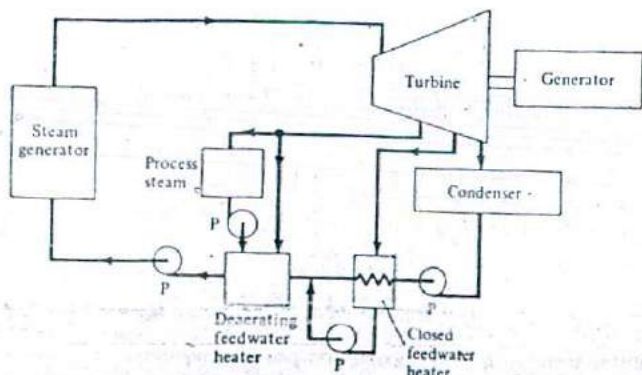 Turbine
Generator
Steam
generator
Process
steam
P
Condenser
P
P
Deaerating
feedwater
heater
P
Closed
feedwater
heater